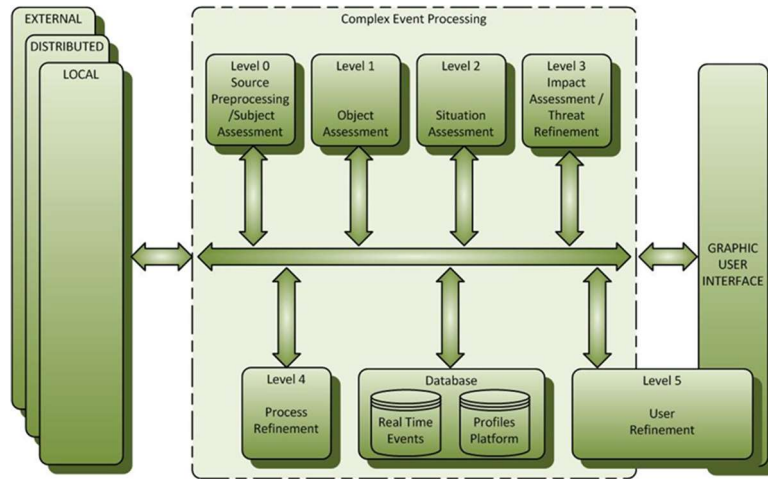 EXTERNAL
DISTRIBUTED
LOCAL
Complex Event Processing
Level 0
Source
Preprocessing
/Subject
Assessment
Level 1
Object
Assessment
Level 2
Situation
Assessment
Level 3
Impact
Assessment /
Threat
Refinement
GRAPHIC
USER
INTERFACE
Level 4
Process
Refinement
Database
Real Time
Events
Profiles
Platform
Level 5
User
Refinement